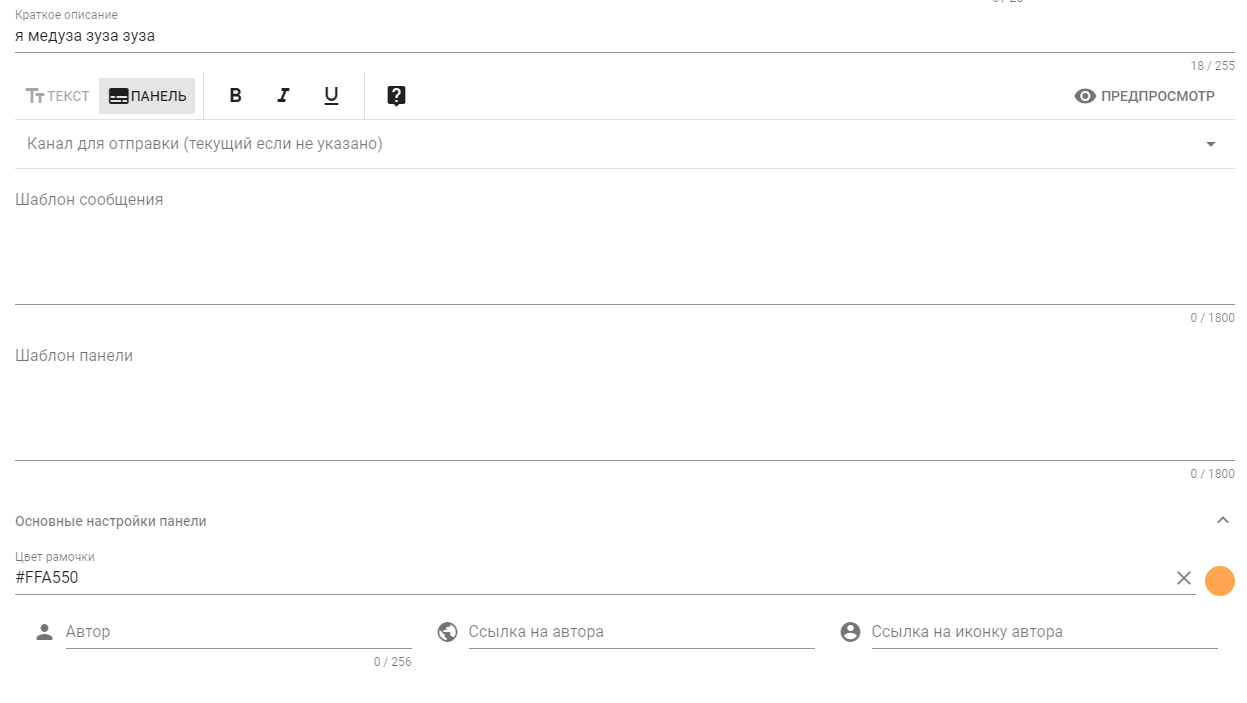 Краткое описание
я медуза зуза зуза
18 / 255
ТЕКСТ ПАНЕЛЬ B I U ? ПРЕДПРОСМОТР
Канал для отправки (текущий если не указано)
Шаблон сообщения
0 / 1800
Шаблон панели
0 / 1800
Основные настройки панели
Цвет рамочки
#FFA550
Автор Ссылка на автора Ссылка на иконку автора
0 / 256